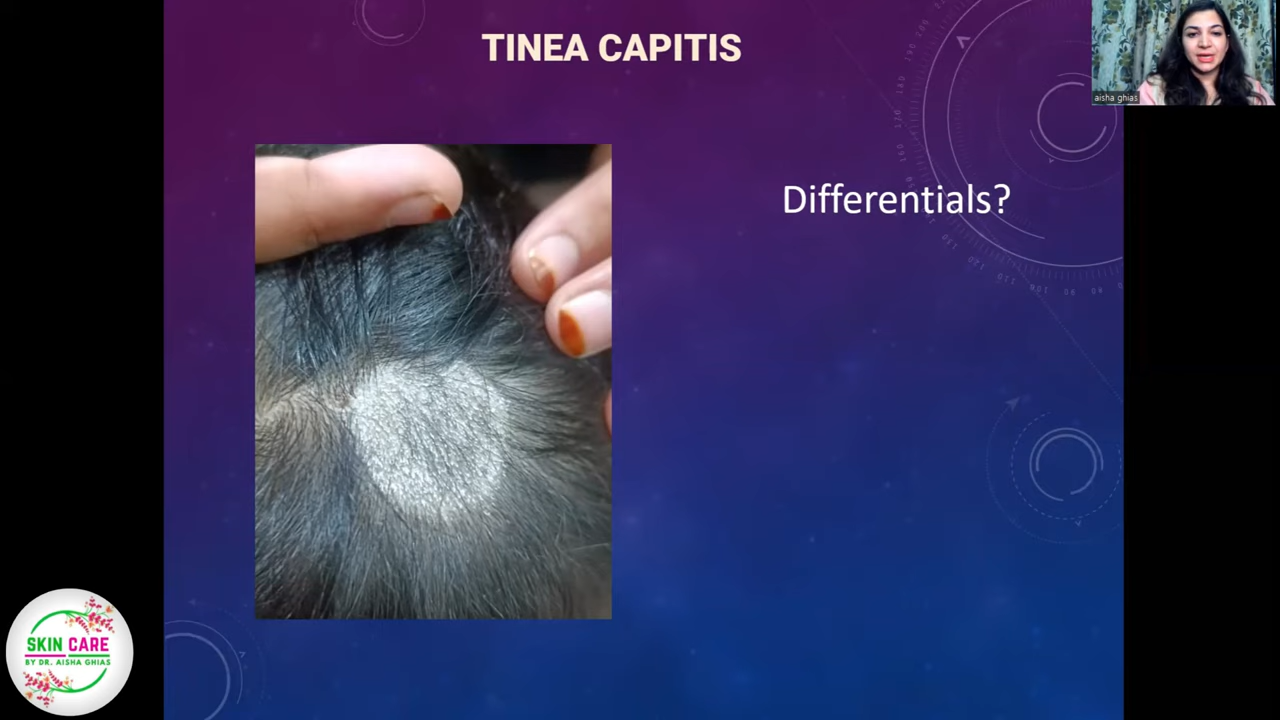 TINEA CAPITIS
aisha ghias
Differentials?
SKIN CARE
BY DR. AISHA GHIAS